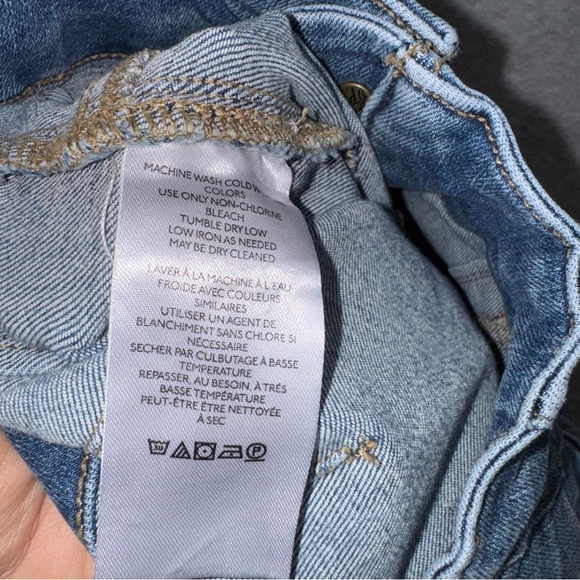 MACHINE WASH COLD
COLORS
USE ONLY NON-CHLORINE
BLEACH
TUMBLE DRY LOW
LOW IRON AS NEEDED
MAY BE DRY CLEANED
LAVER À LA MACHINE À L'EAU
FROIDE AVEC COULEURS
SIMILAIRES
UTILISER UN AGENT DE
BLANCHIMENT SANS CHLORE SI
NÉCESSAIRE
SECHER PAR CULBUTAGE À BASSE
TEMPERATURE
REPASSER, AU BESOIN, À TRÉS
BASSE TEMPÉRATURE
PEUT-ÊTRE ÊTRE NETTOYÉE
À SEC
30 P